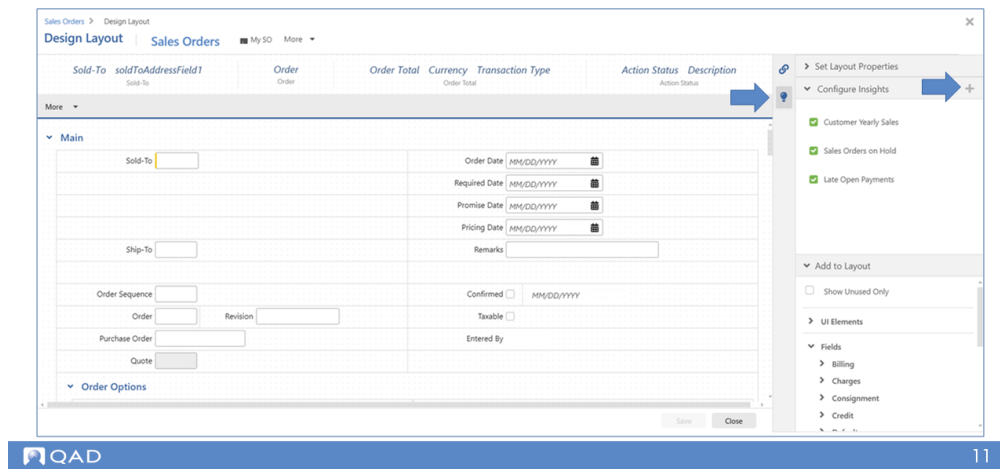 Sales Orders > Design Layout
Design Layout Sales Orders My SO More
Sold-To soldToAddressField1 Order Order Total Currency Transaction Type Action Status Description
Sold-To Order Order Total Action Status
More
Main
Sold-To Order Date MM/DD/YYYY
Required Date MM/DD/YYYY
Promise Date MM/DD/YYYY
Pricing Date MM/DD/YYYY
Ship-To Remarks
Order Sequence Confirmed MM/DD/YYYY
Order Revision Taxable
Purchase Order Entered By
Quote
Order Options
Save Close
Set Layout Properties
Configure Insights
Customer Yearly Sales
Sales Orders on Hold
Late Open Payments
Add to Layout
Show Unused Only
UI Elements
Fields
Billing
Charges
Consignment
Credit
QAD 11